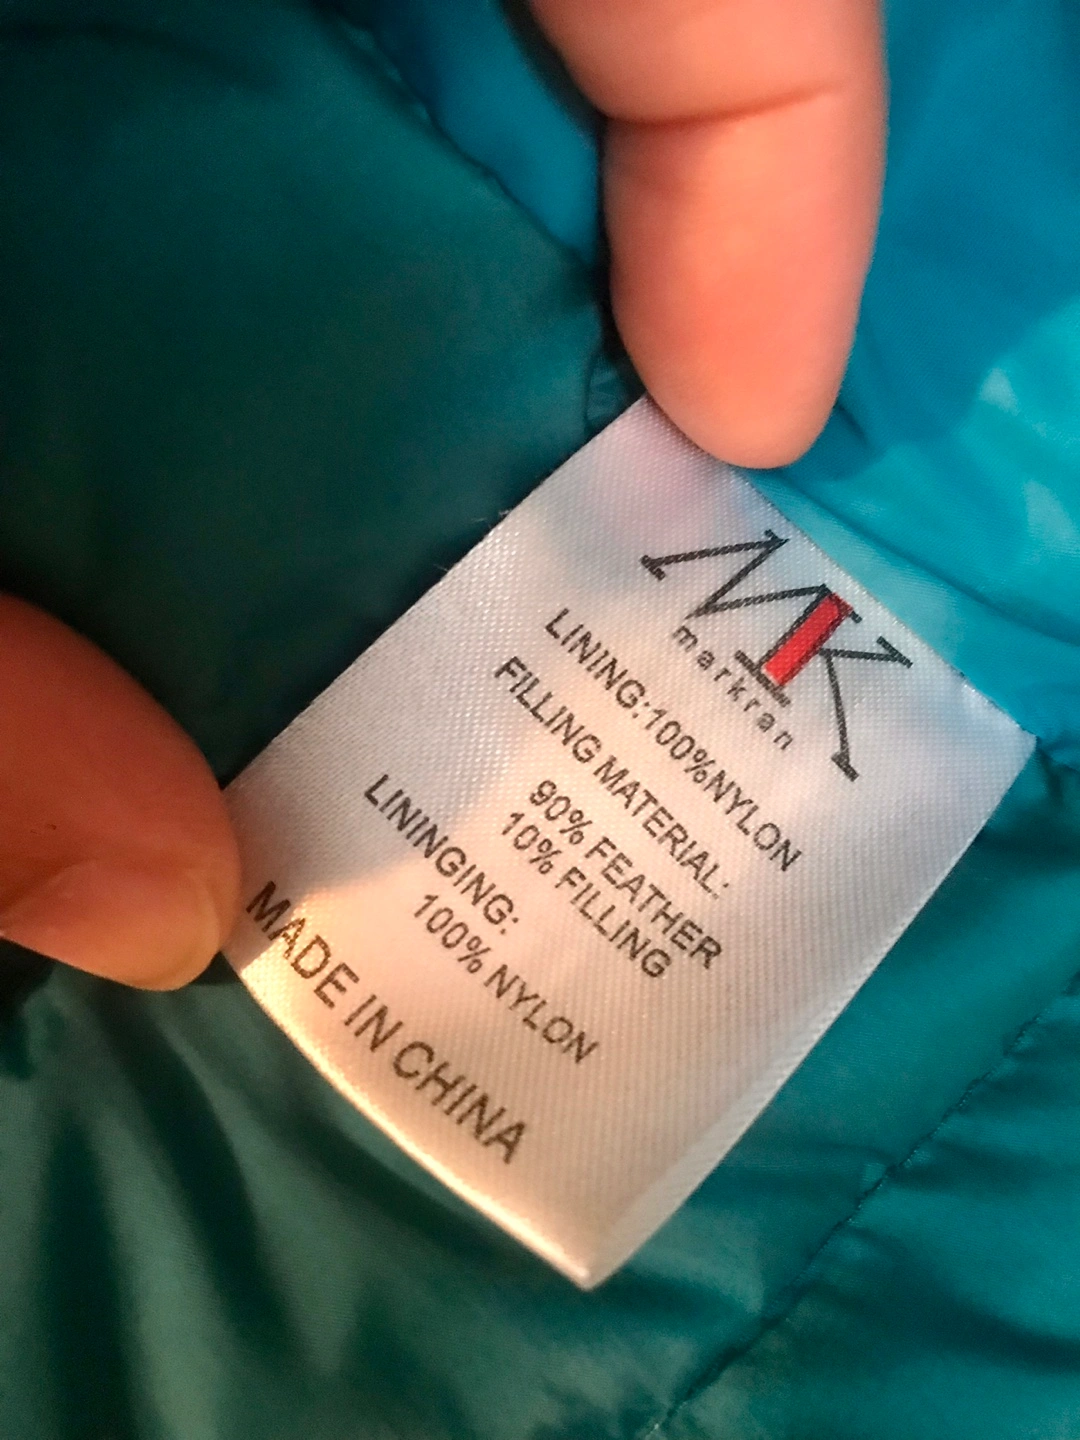 MK
markran
LINING:100%NYLON
FILLING MATERIAL:
90% FEATHER
10% FILLING
LININGING:
100% NYLON
MADE IN CHINA